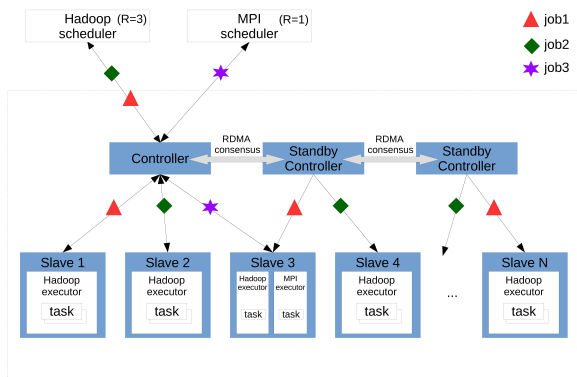 Hadoop (R=3)
scheduler
MPI (R=1)
scheduler
job1
job2
job3
RDMA
consensus
RDMA
consensus
Controller
Standby
Controller
Standby
Controller
Slave 1
Hadoop
executor
task
Slave 2
Hadoop
executor
task
Slave 3
Hadoop
executor
task
MPI
executor
task
Slave 4
Hadoop
executor
task
...
Slave N
Hadoop
executor
task